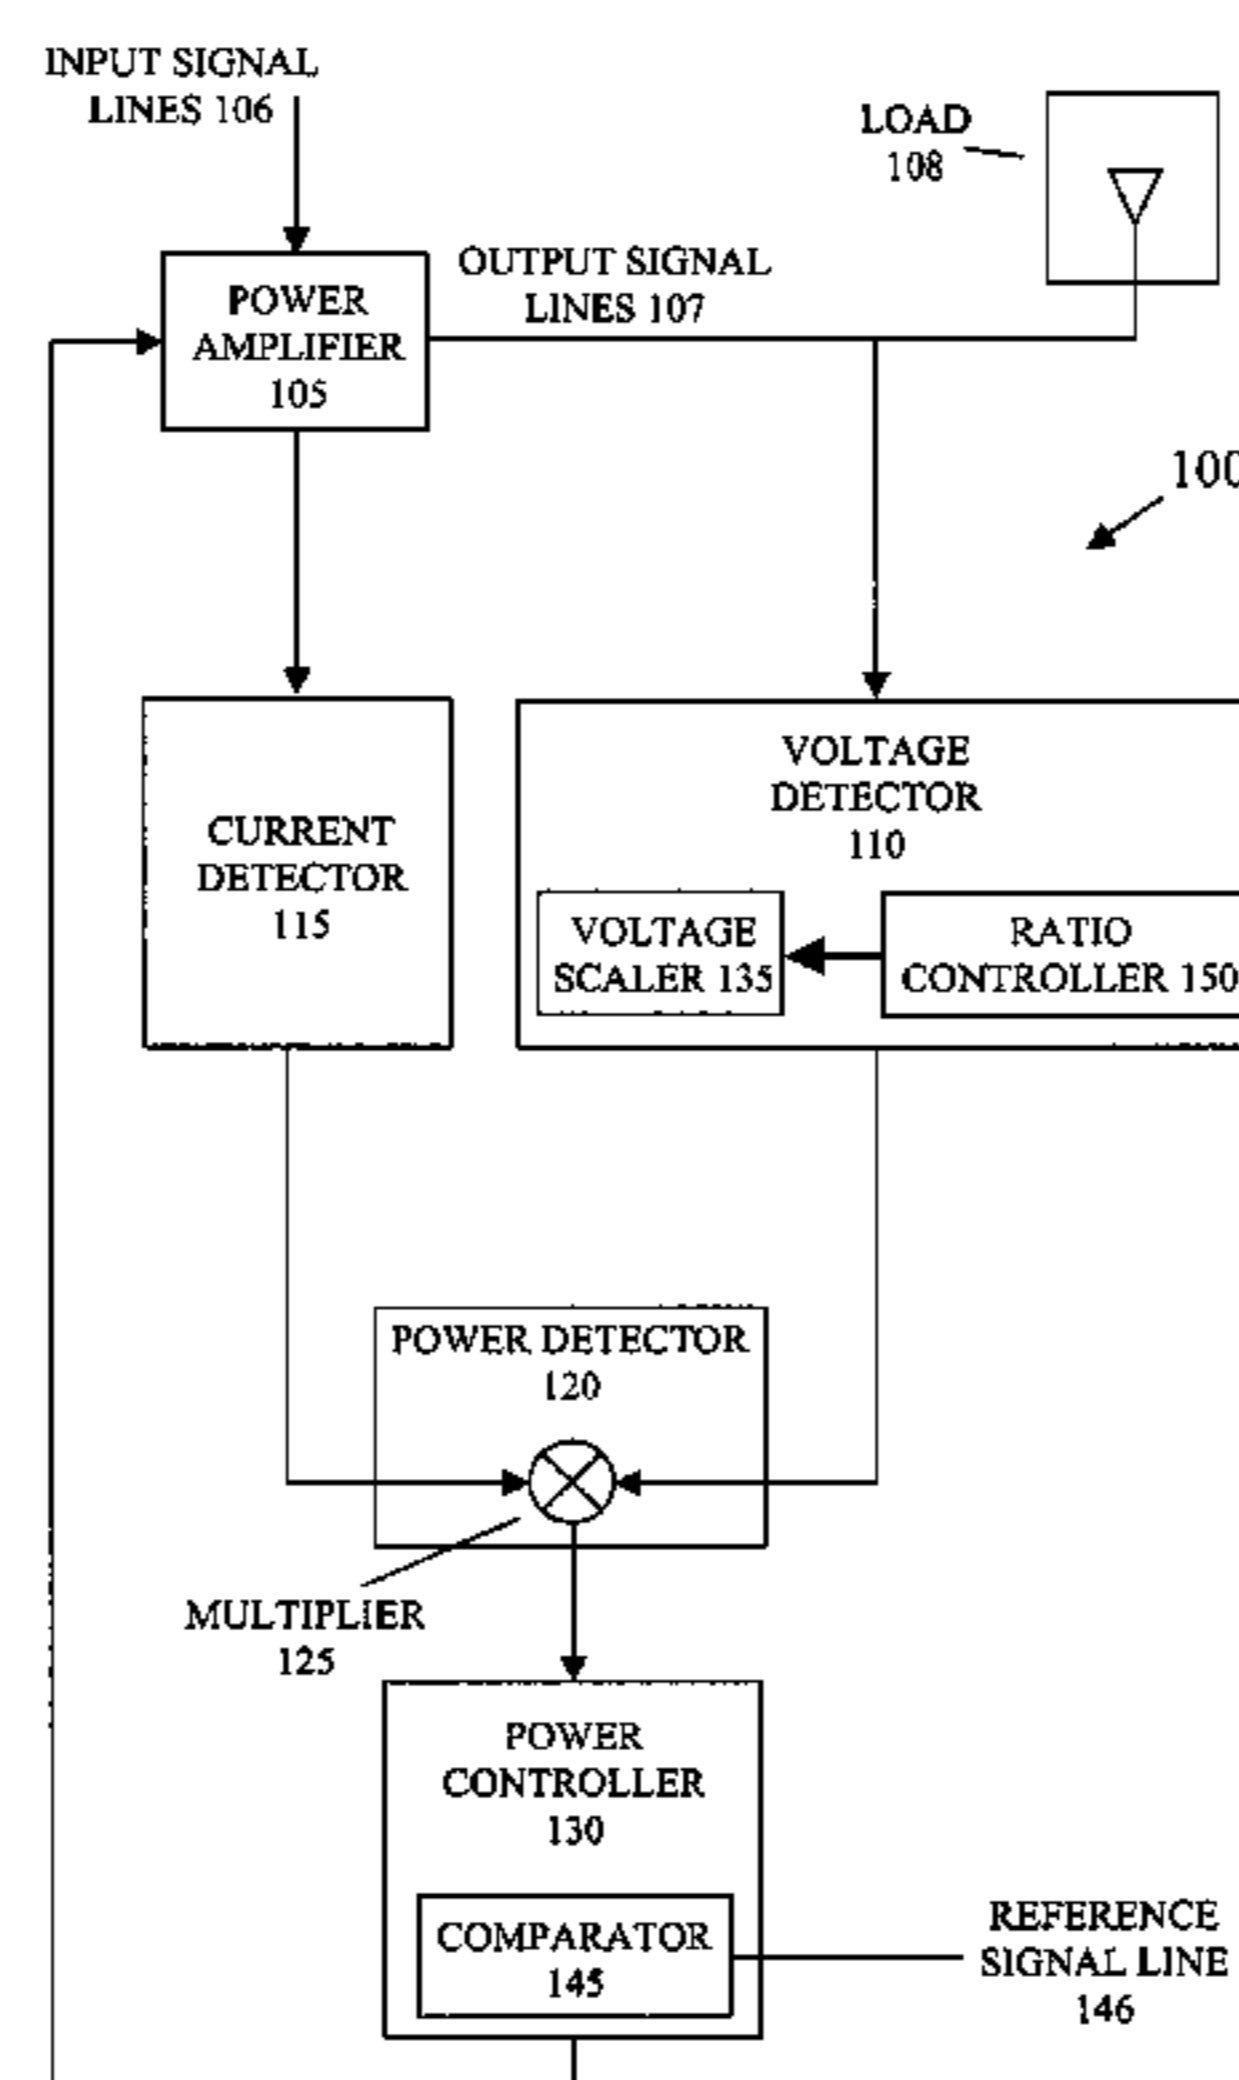 INPUT SIGNAL
LINES 106
LOAD
108
POWER
AMPLIFIER
105
OUTPUT SIGNAL
LINES 107
100
CURRENT
DETECTOR
115
VOLTAGE
DETECTOR
110
VOLTAGE
SCALER 135
RATIO
CONTROLLER 150
POWER DETECTOR
120
MULTIPLIER
125
POWER
CONTROLLER
130
COMPARATOR
145
REFERENCE
SIGNAL LINE
146